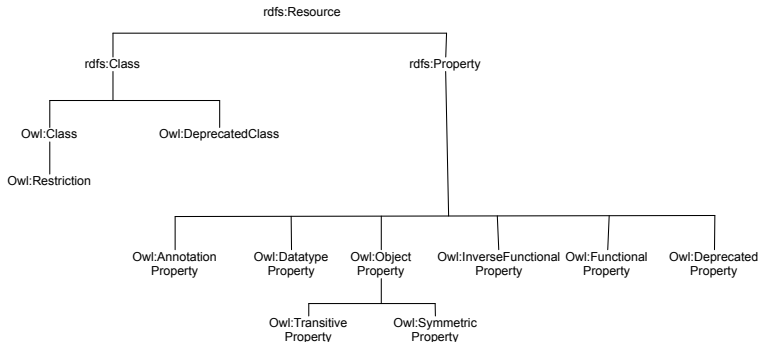 rdfs:Resource
rdfs:Class
rdfs:Property
Owl:Class
Owl:DeprecatedClass
Owl:Restriction
Owl:Annotation
Property
Owl:Datatype
Property
Owl:Object
Property
Owl:InverseFunctional
Property
Owl:Functional
Property
Owl:Deprecated
Property
Owl:Transitive
Property
Owl:Symmetric
Property